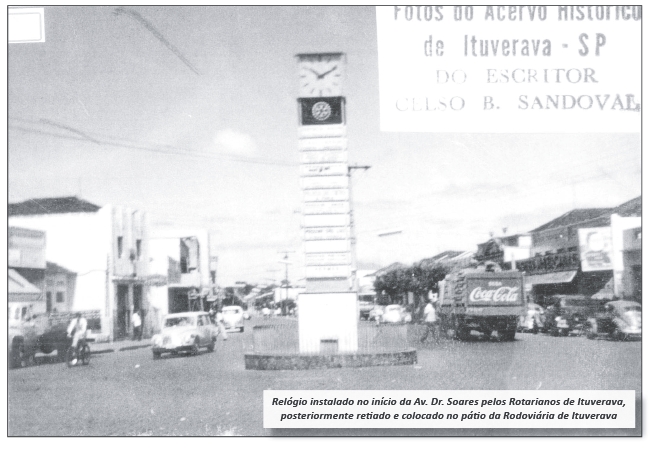 Fotos do Acervo Histórico
de Ituverava - SP
DO ESCRITOR
CELSO B. SANDOVAL
BEBA
Coca-Cola
Relógio instalado no início da Av. Dr. Soares pelos Rotarianos de Ituverava,
posteriormente retiado e colocado no pátio da Rodoviária de Ituverava